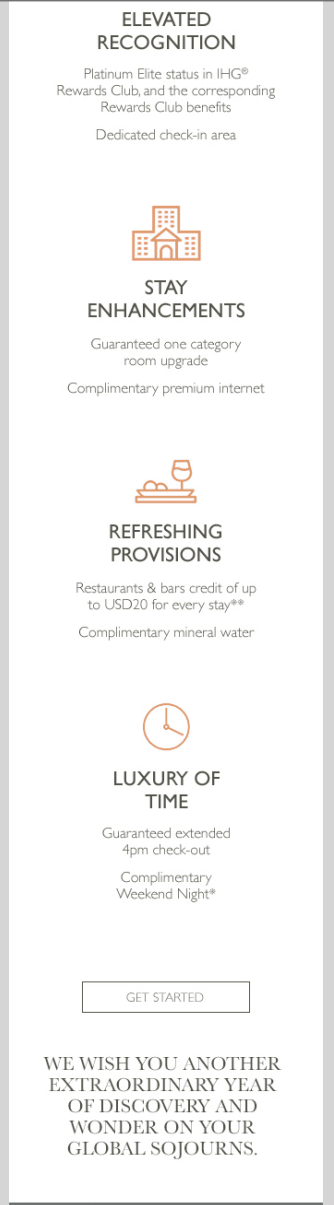 ELEVATED
RECOGNITION
Platinum Elite status in IHG®
Rewards Club, and the corresponding
Rewards Club benefits
Dedicated check-in area
STAY
ENHANCEMENTS
Guaranteed one category
room upgrade
Complimentary premium internet
REFRESHING
PROVISIONS
Restaurants & bars credit of up
to USD20 for every stay**
Complimentary mineral water
LUXURY OF
TIME
Guaranteed extended
4pm check-out
Complimentary
Weekend Night*
GET STARTED
WE WISH YOU ANOTHER
EXTRAORDINARY YEAR
OF DISCOVERY AND
WONDER ON YOUR
GLOBAL SOJOURNS.